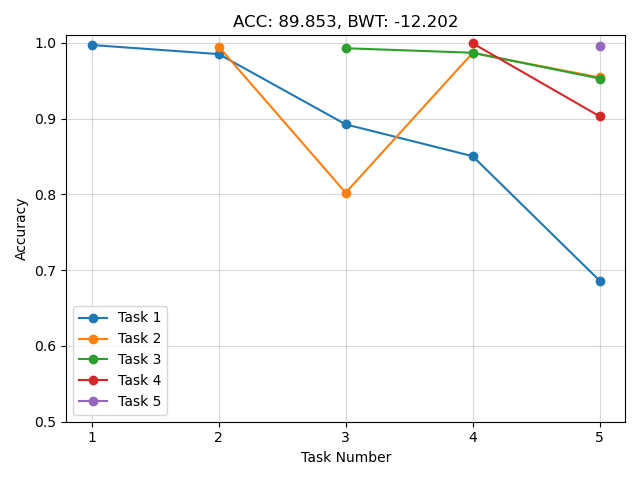 ACC: 89.853, BWT: -12.202
1.0
0.9
0.8
0.7
0.6
0.5
Accuracy
Task 1
Task 2
Task 3
Task 4
Task 5
1 2 3 4 5
Task Number